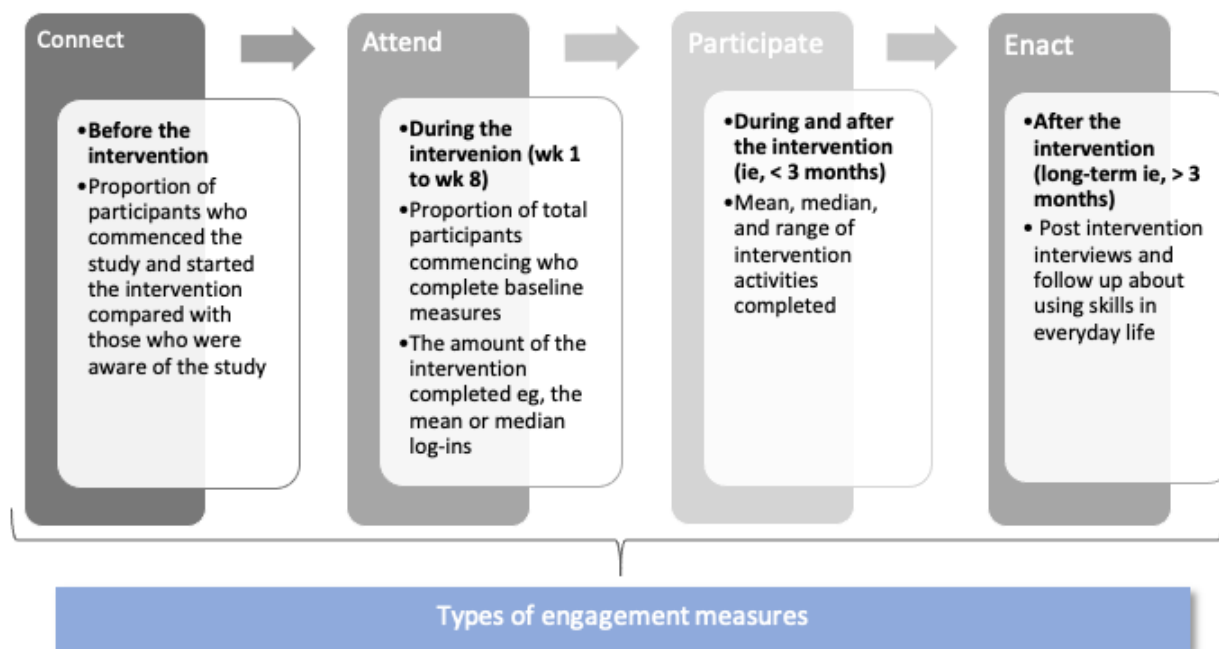 Connect
•Before the
intervention
•Proportion of
participants who
commenced the
study and started
the intervention
compared with
those who were
aware of the study
Attend
•During the
intervenion (wk 1
to wk 8)
•Proportion of total
participants
commencing who
complete baseline
measures
•The amount of the
intervention
completed eg, the
mean or median
log-ins
Participate
•During and after
the intervention
(ie, < 3 months)
•Mean, median,
and range of
intervention
activities
completed
Enact
•After the
intervention
(long-term ie, > 3
months)
• Post intervention
interviews and
follow up about
using skills in
everyday life
Types of engagement measures